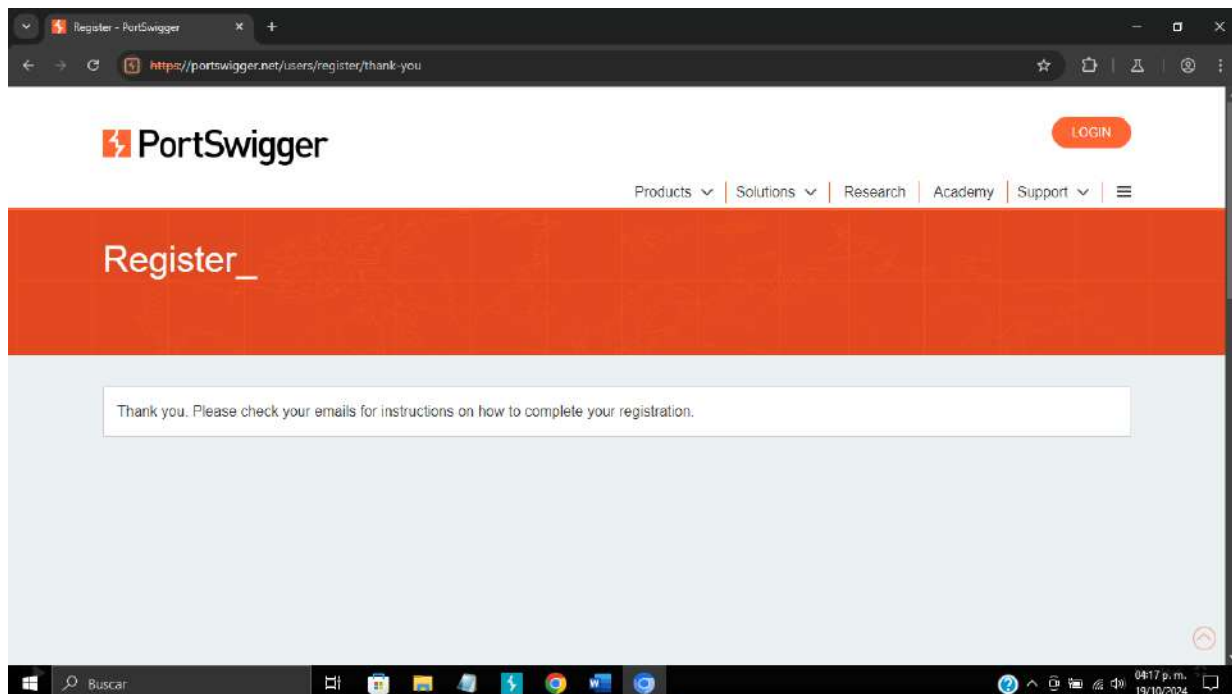 Register - PortSwigger
https://portswigger.net/users/register/thank-you
PortSwigger
LOGIN
Products
Solutions
Research
Academy
Support
Register_
Thank you. Please check your emails for instructions on how to complete your registration.
Buscar
04:17 p. m.
19/10/2024